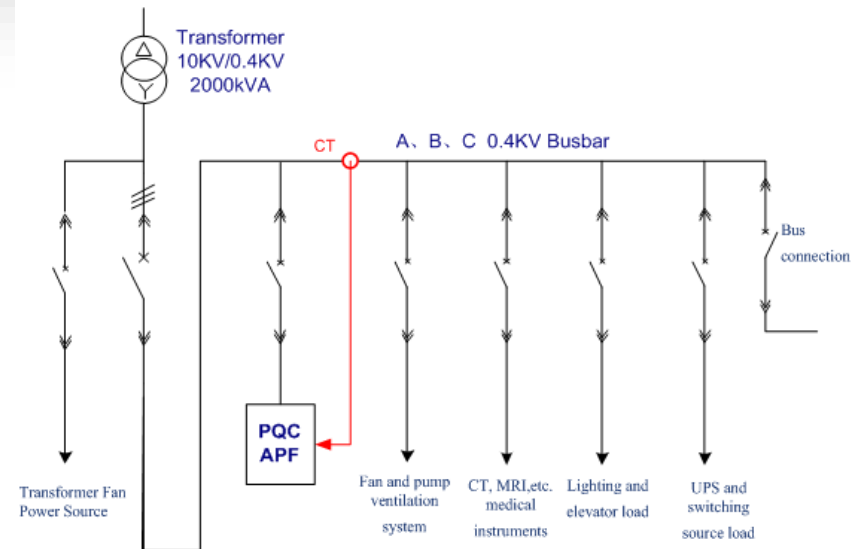 Transformer
10KV/0.4KV
2000kVA
CT
A、B、C 0.4KV Busbar
Bus
connection
PQC
APF
Transformer Fan
Power Source
Fan and pump
ventilation
system
CT, MRI,etc.
medical
instruments
Lighting and
elevator load
UPS and
switching
source load